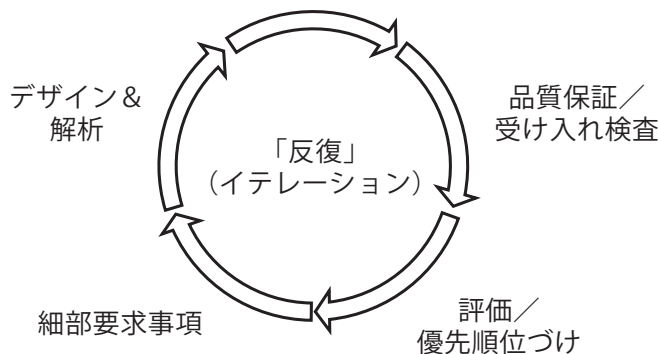 デザイン＆
解析
品質保証／
受け入れ検査
「反復」
（イテレーション）
細部要求事項
評価／
優先順位づけ